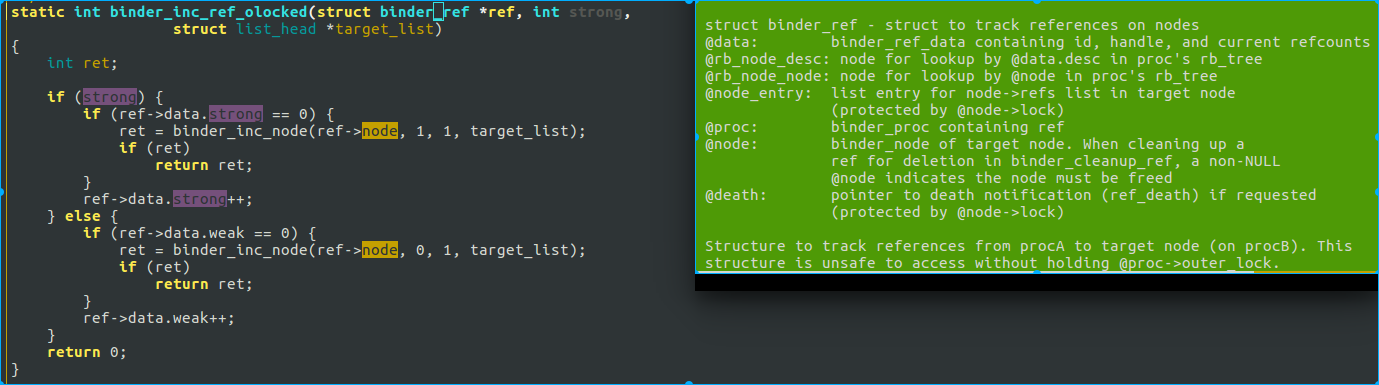 static int binder_inc_ref_olocked(struct binder_ref *ref, int strong,
                  struct list_head *target_list)
{
    int ret;

    if (strong) {
        if (ref->data.strong == 0) {
            ret = binder_inc_node(ref->node, 1, 1, target_list);
            if (ret)
                return ret;
        }
        ref->data.strong++;
    } else {
        if (ref->data.weak == 0) {
            ret = binder_inc_node(ref->node, 0, 1, target_list);
            if (ret)
                return ret;
        }
        ref->data.weak++;
    }
    return 0;
}
struct binder_ref - struct to track references on nodes
@data:        binder_ref_data containing id, handle, and current refcounts
@rb_node_desc: node for lookup by @data.desc in proc's rb_tree
@rb_node_node: node for lookup by @node in proc's rb_tree
@node_entry:  list entry for node->refs list in target node
              (protected by @node->lock)
@proc:        binder_proc containing ref
@node:        binder_node of target node. When cleaning up a
              ref for deletion in binder_cleanup_ref, a non-NULL
              @node indicates the node must be freed
@death:       pointer to death notification (ref_death) if requested
              (protected by @node->lock)

Structure to track references from procA to target node (on procB). This
structure is unsafe to access without holding @proc->outer_lock.